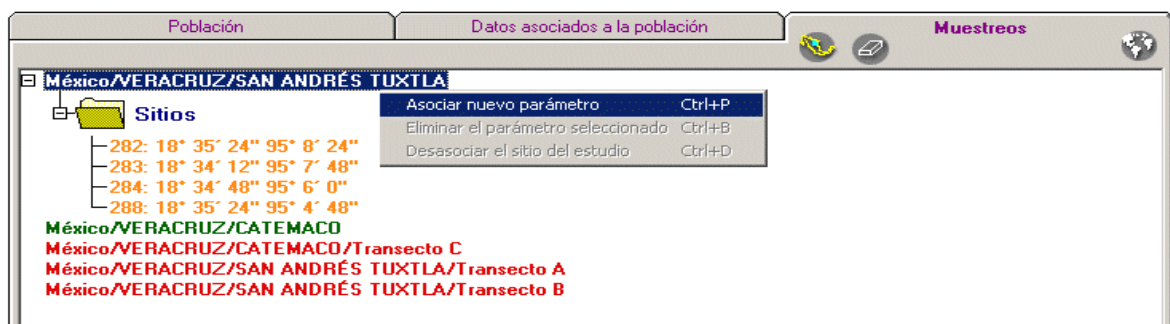 Población
Datos asociados a la población
Muestreos
México/VERACRUZ/SAN ANDRÉS TUXTLA
Asociar nuevo parámetro Ctrl+P
Sitios
Eliminar el parámetro seleccionado Ctrl+B
Desasociar el sitio del estudio Ctrl+D
282: 18° 35´ 24" 95° 8´ 24"
283: 18° 34´ 12" 95° 7´ 48"
284: 18° 34´ 48" 95° 6´ 0"
288: 18° 35´ 24" 95° 4´ 48"
México/VERACRUZ/CATEMACO
México/VERACRUZ/CATEMACO/Transecto C
México/VERACRUZ/SAN ANDRÉS TUXTLA/Transecto A
México/VERACRUZ/SAN ANDRÉS TUXTLA/Transecto B